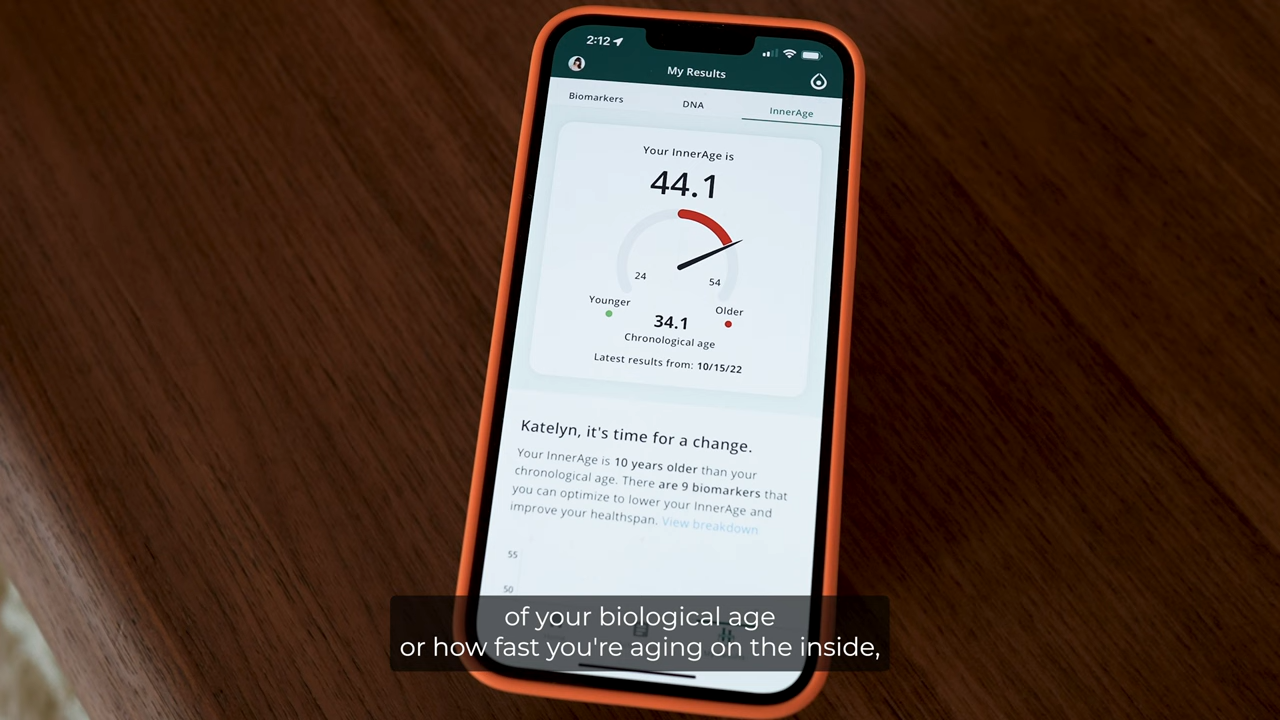 2:12
My Results
Biomarkers DNA InnerAge
Your InnerAge is
44.1
24 54
Younger Older
34.1
Chronological age
Latest results from: 10/15/22
Katelyn, it's time for a change.
Your InnerAge is 10 years older than your
chronological age. There are 9 biomarkers that
you can optimize to lower your InnerAge and
improve your healthspan. View breakdown
55
50
of your biological age
or how fast you're aging on the inside,